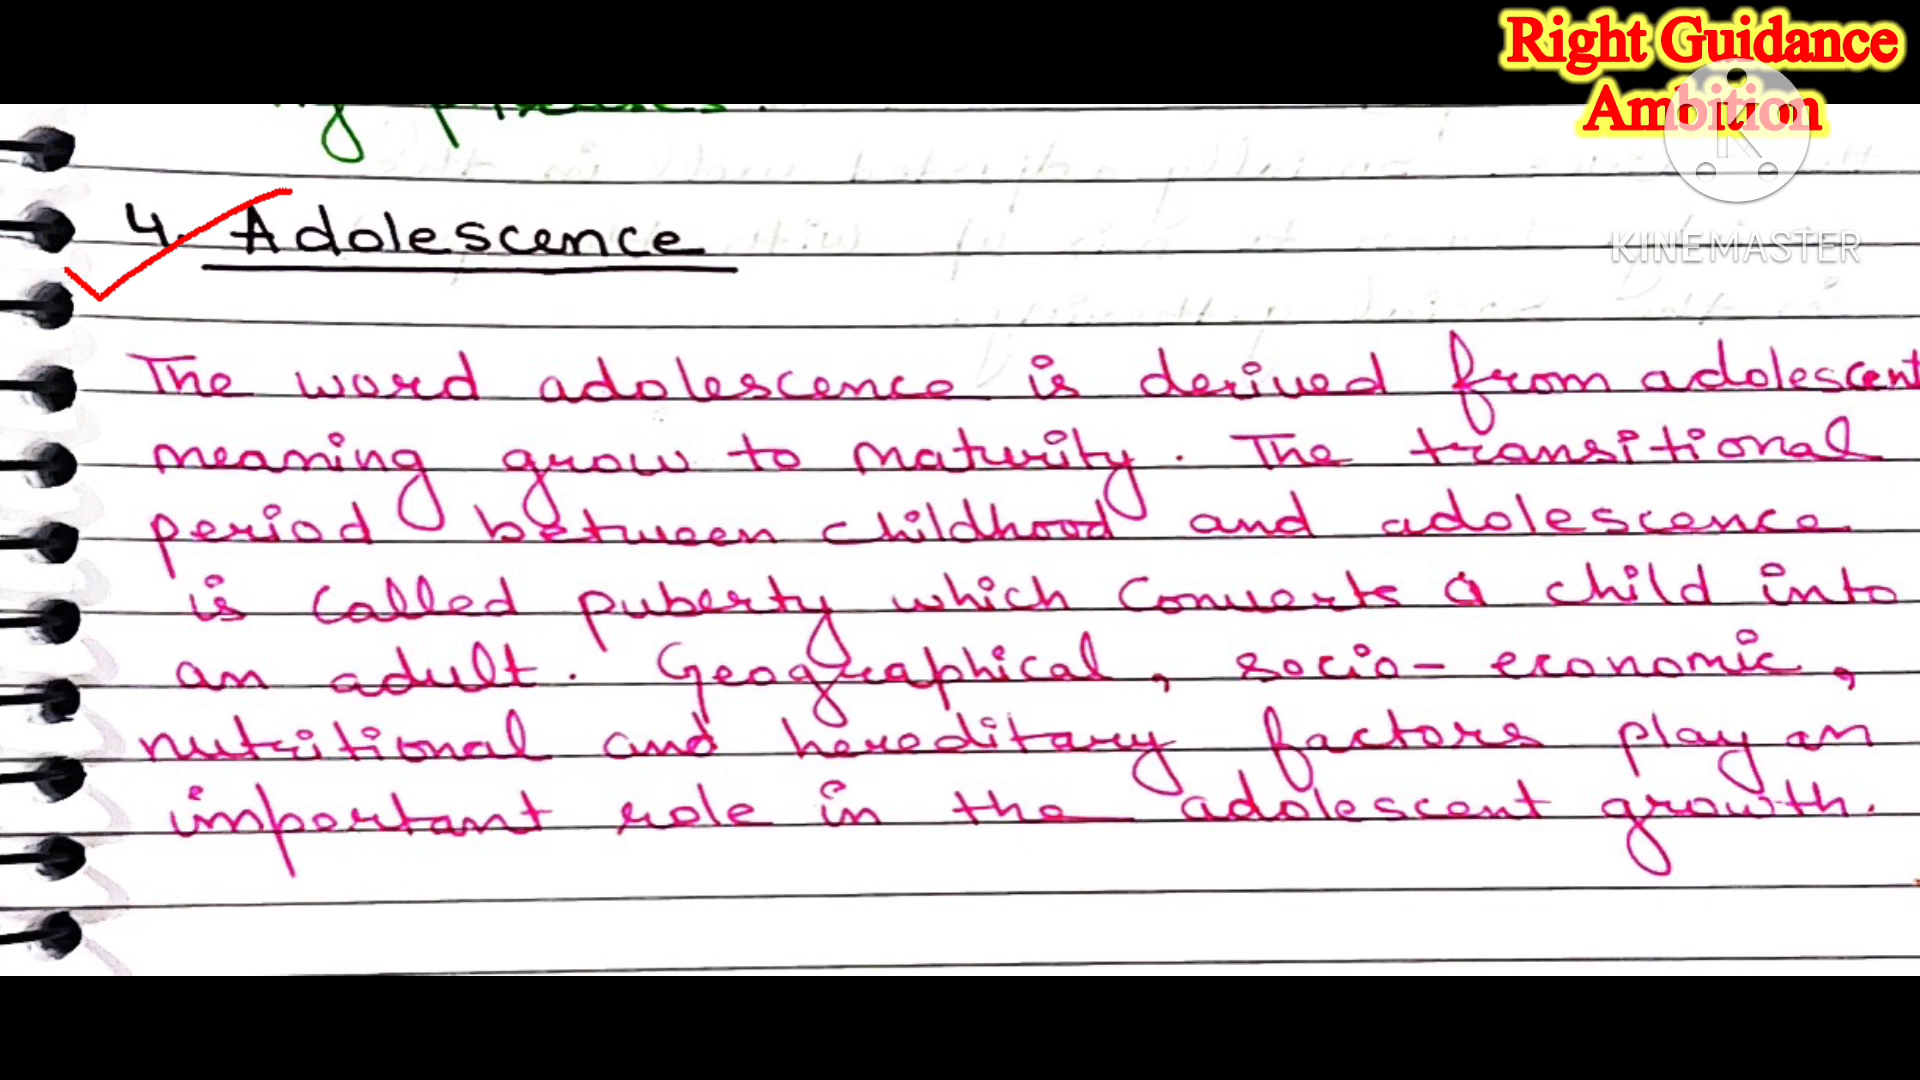 Right Guidance
Ambition
KINEMASTER
4. Adolescence
The word adolescence is derived from adolescent
meaning grow to maturity. The transitional
period between childhood and adolescence
is called puberty which converts a child into
an adult. Geographical, socio-economic,
nutritional and hereditary factors play an
important role in the adolescent growth.